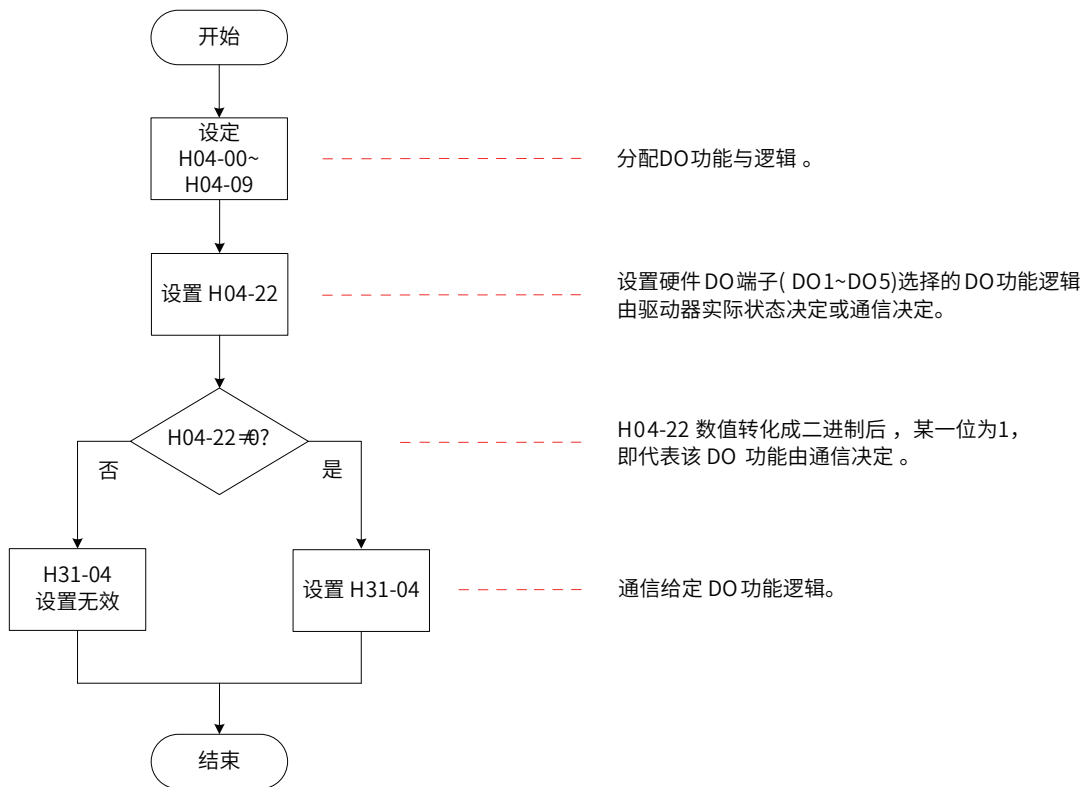 开始
设定
H04-00~
H04-09
分配DO功能与逻辑 。
设置 H04-22
设置硬件 DO端子( DO1~DO5)选择的 DO功能逻辑
由驱动器实际状态决定或通信决定。
H04-22≠0?
H04-22 数值转化成二进制后 ，某一位为1，
即代表该 DO 功能由通信决定 。
否
是
H31-04
设置无效
设置 H31-04
通信给定 DO功能逻辑。
结束